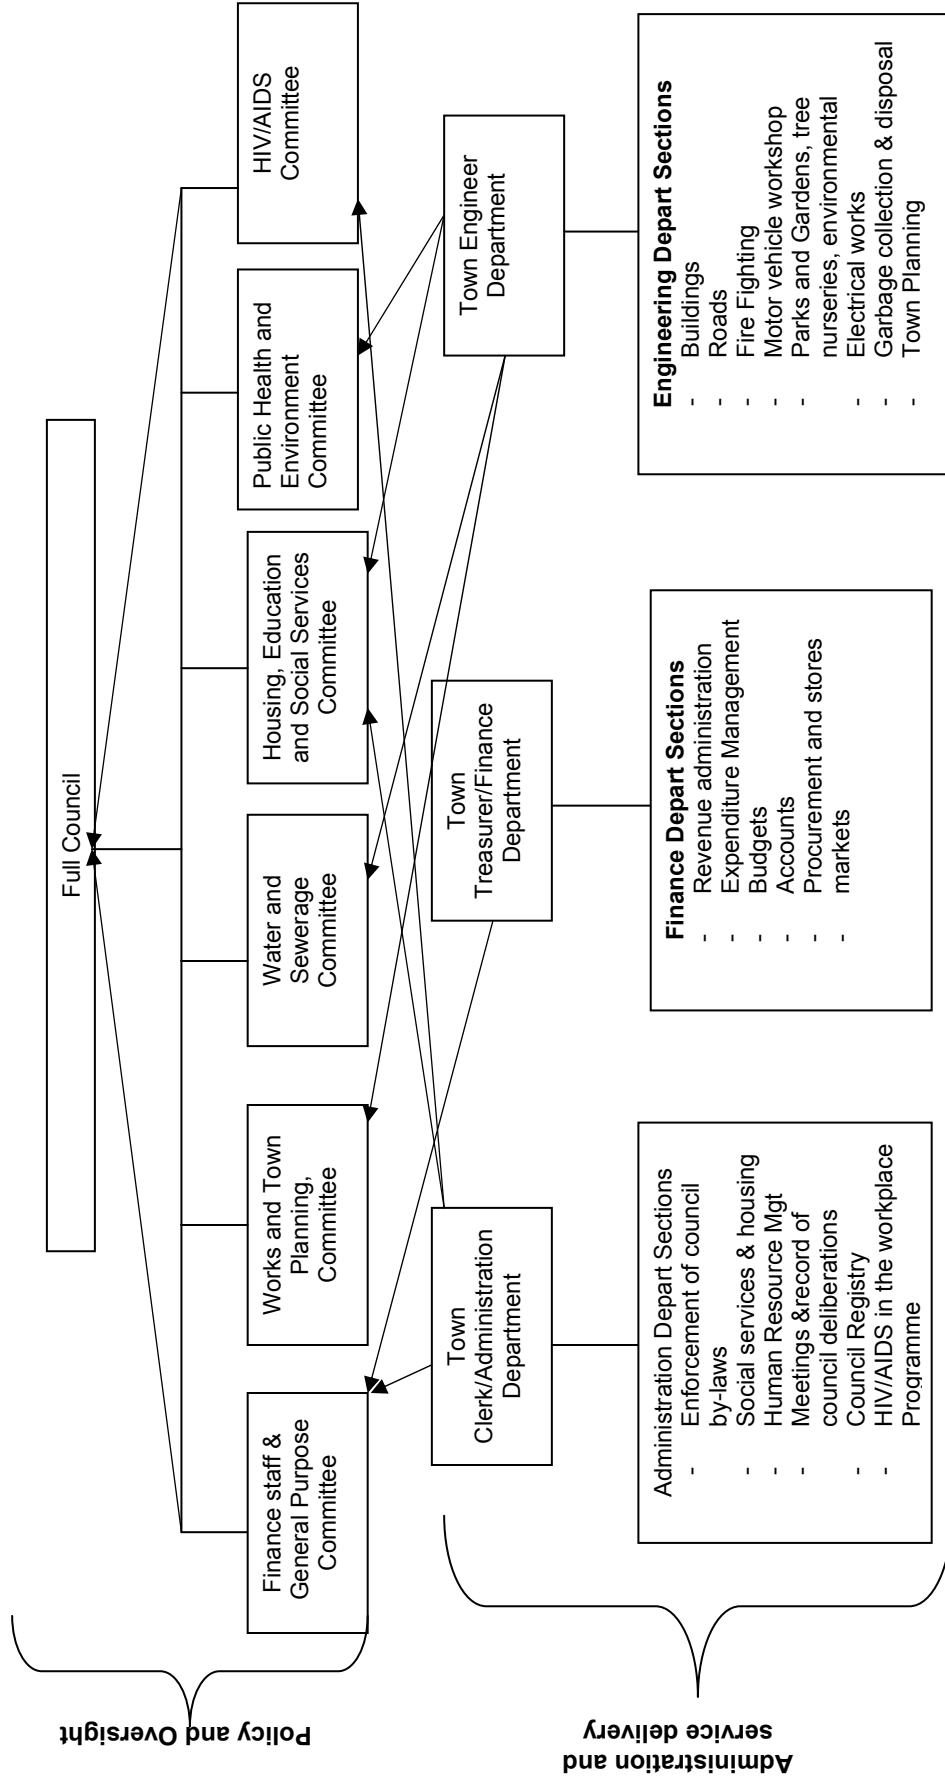 Full Council
Policy and Oversight
Finance staff &
General Purpose
Committee
Works and Town
Planning,
Committee
Water and
Sewerage
Committee
Housing, Education
and Social Services
Committee
Public Health and
Environment
Committee
HIV/AIDS
Committee
Administration and
service delivery
Town
Clerk/Administration
Department
Town
Treasurer/Finance
Department
Town Engineer
Department
Administration Depart Sections
- Enforcement of council
by-laws
- Social services & housing
- Human Resource Mgt
- Meetings &record of
council deliberations
- Council Registry
- HIV/AIDS in the workplace
Programme
Finance Depart Sections
- Revenue administration
- Expenditure Management
- Budgets
- Accounts
- Procurement and stores
- markets
Engineering Depart Sections
- Buildings
- Roads
- Fire Fighting
- Motor vehicle workshop
- Parks and Gardens, tree
nurseries, environmental
- Electrical works
- Garbage collection & disposal
- Town Planning